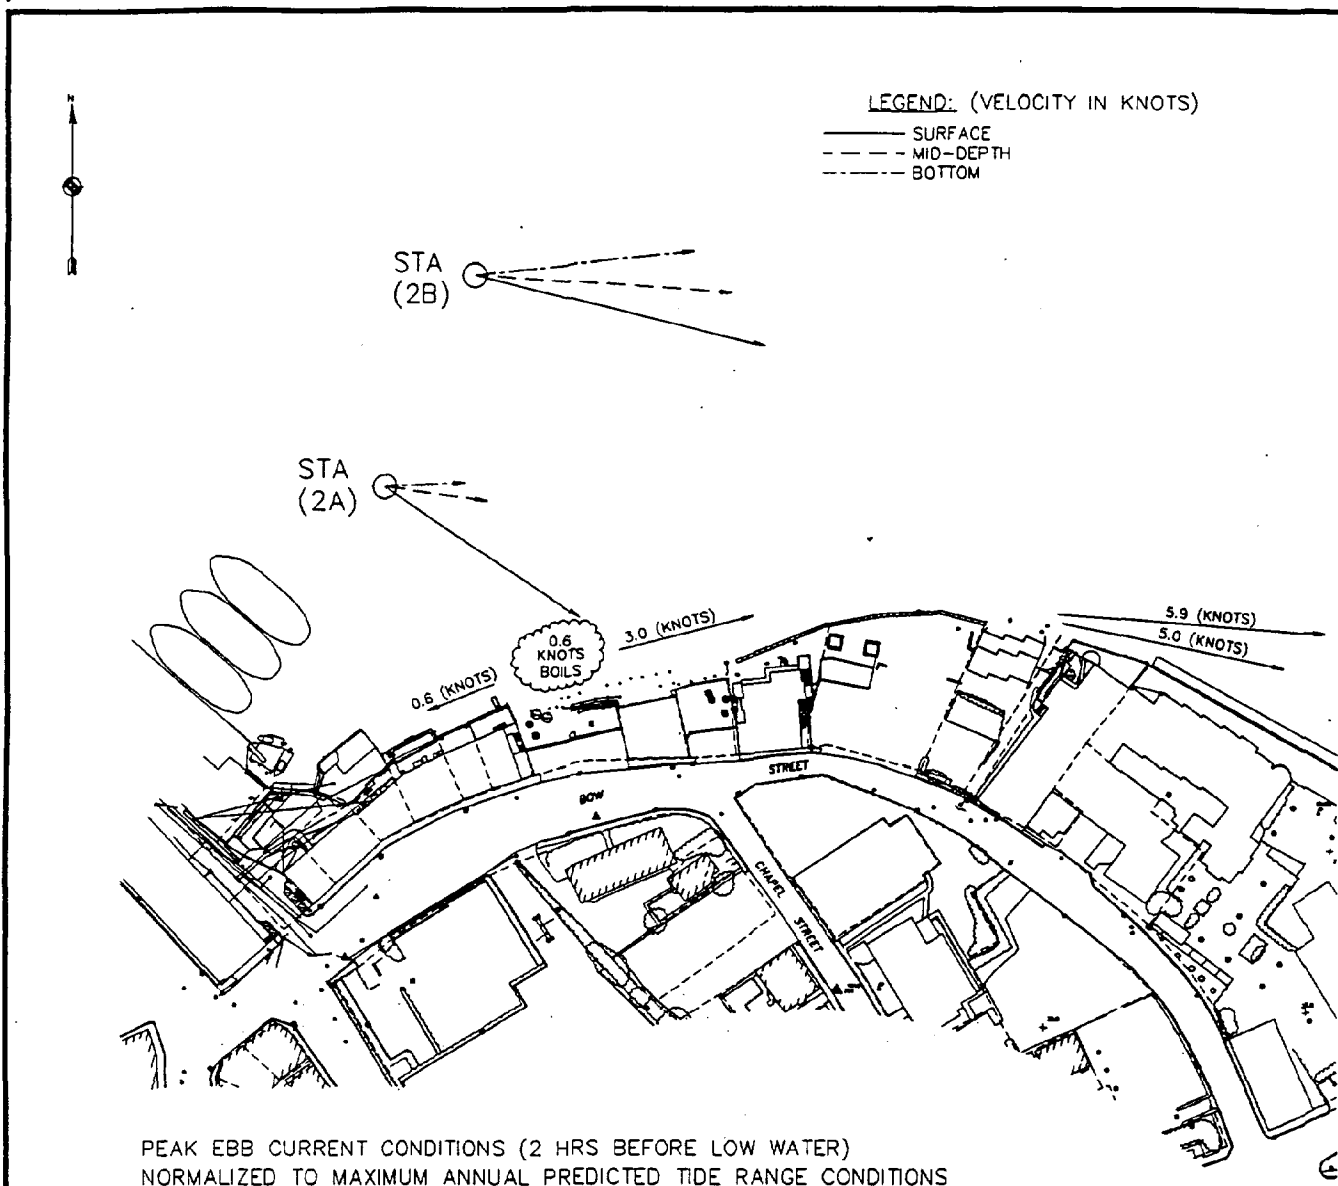 N
LEGEND: (VELOCITY IN KNOTS)
SURFACE
MID-DEPTH
BOTTOM
STA
(2B)
STA
(2A)
0.6
KNOTS
BOILS
3.0 (KNOTS)
0.6 (KNOTS)
5.9 (KNOTS)
5.0 (KNOTS)
BOW
STREET
CHAPEL
STREET
PEAK EBB CURRENT CONDITIONS (2 HRS BEFORE LOW WATER)
NORMALIZED TO MAXIMUM ANNUAL PREDICTED TIDE RANGE CONDITIONS